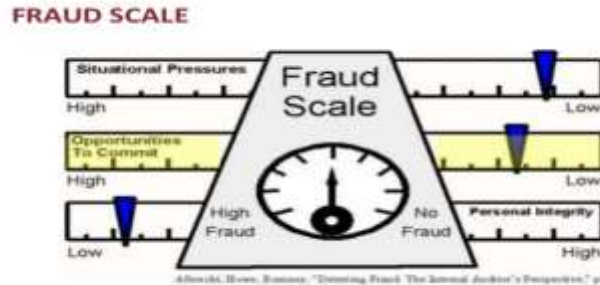 FRAUD SCALE
Situational Pressures
High
Low
Fraud
Scale
Opportunities
To Commit
High
Low
High
Fraud
No
Fraud
Personal Integrity
Low
High
Albrecht, Howe, Romney, "Deterring Fraud: The Internal Auditor's Perspective," p